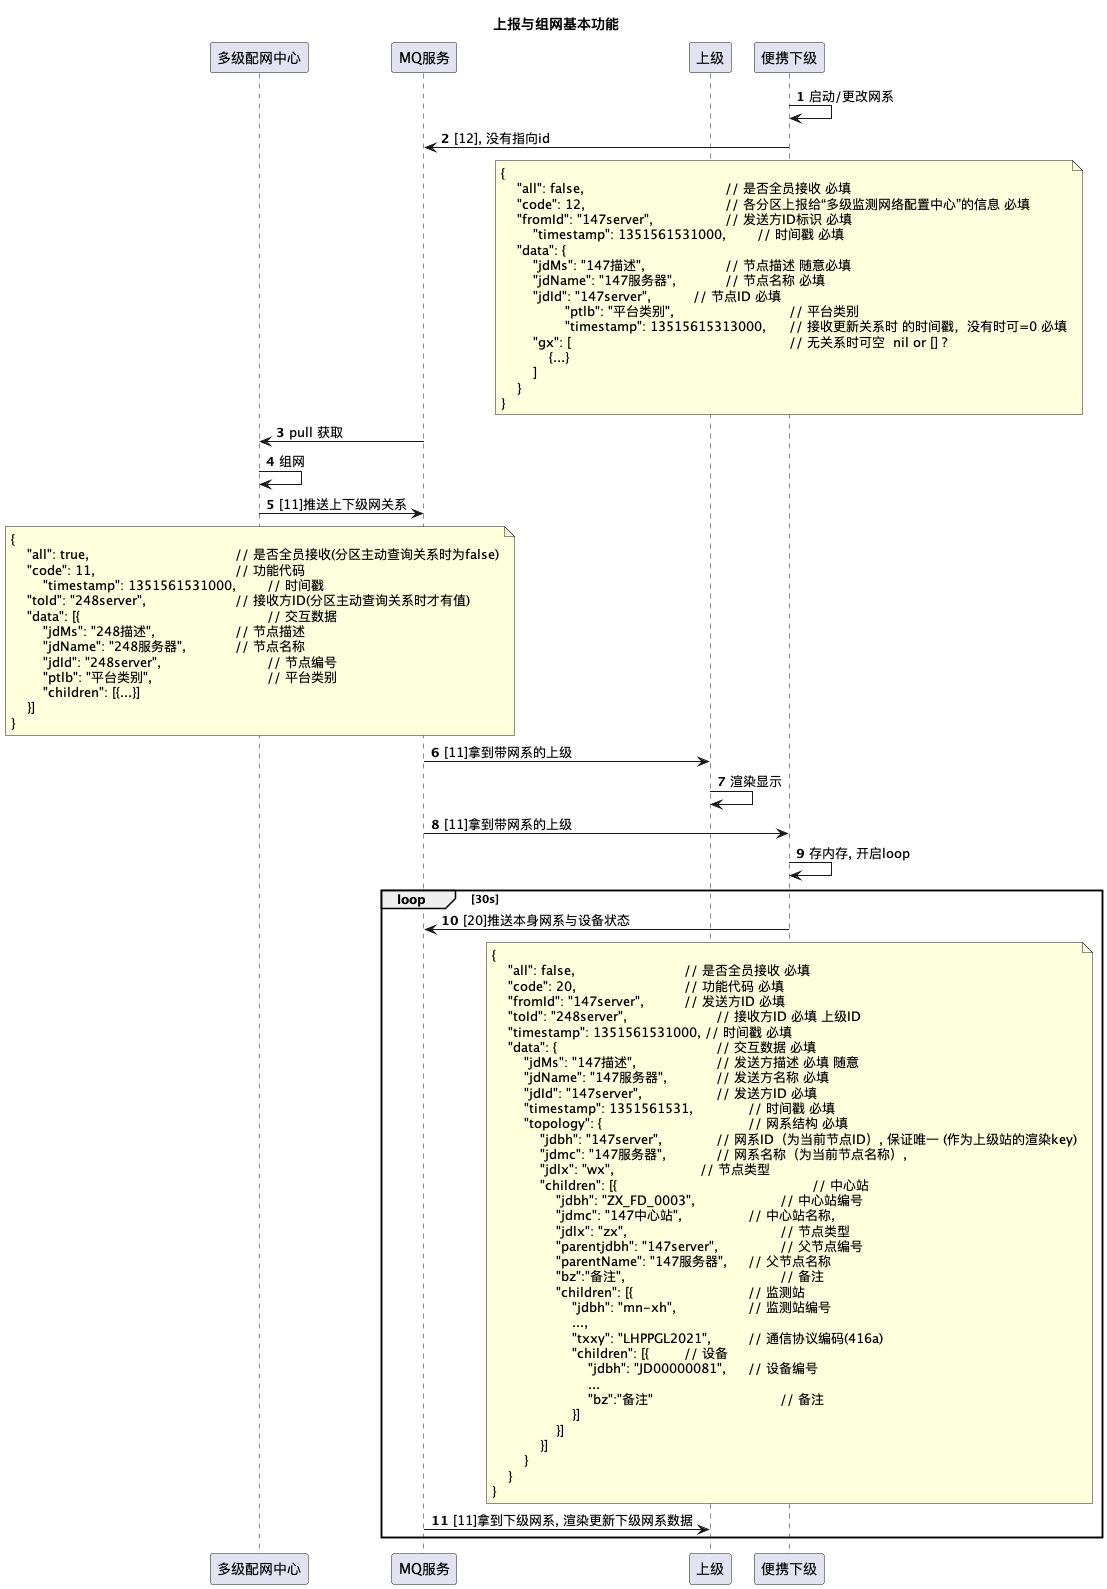 上报与组网基本功能
多级配网中心 MQ服务 上级 便携下级
1 启动/更改网系
2 [12], 没有指向id
{
"all": false, // 是否全员接收 必填
"code": 12, // 各分区上报给“多级监测网络配置中心”的信息 必填
"fromId": "147server", // 发送方ID标识 必填
"timestamp": 1351561531000, // 时间戳 必填
"data": {
"jdMs": "147描述", // 节点描述 随意必填
"jdName": "147服务器", // 节点名称 必填
"jdId": "147server", // 节点ID 必填
"ptlb": "平台类别", // 平台类别
"timestamp": 13515615313000, // 接收更新关系时 的时间戳，没有时可=0 必填
"gx": [ // 无关系时可空 nil or [] ?
{...}
]
}
}
3 pull 获取
4 组网
5 [11]推送上下级网关系
{
"all": true, // 是否全员接收(分区主动查询关系时为false)
"code": 11, // 功能代码
"timestamp": 1351561531000, // 时间戳
"toId": "248server", // 接收方ID(分区主动查询关系时才有值)
"data": [{ // 交互数据
"jdMs": "248描述", // 节点描述
"jdName": "248服务器", // 节点名称
"jdId": "248server", // 节点编号
"ptlb": "平台类别", // 平台类别
"children": [{...}]
}]
}
6 [11]拿到带网系的上级
7 渲染显示
8 [11]拿到带网系的上级
9 存内存, 开启loop
loop [30s]
10 [20]推送本身网系与设备状态
{
"all": false, // 是否全员接收 必填
"code": 20, // 功能代码 必填
"fromId": "147server", // 发送方ID 必填
"toId": "248server", // 接收方ID 必填 上级ID
"timestamp": 1351561531000, // 时间戳 必填
"data": { // 交互数据 必填
"jdMs": "147描述", // 发送方描述 必填 随意
"jdName": "147服务器", // 发送方名称 必填
"jdId": "147server", // 发送方ID 必填
"timestamp": 1351561531, // 时间戳 必填
"topology": { // 网系结构 必填
"jdbh": "147server", // 网系ID（为当前节点ID）, 保证唯一 (作为上级站的渲染key)
"jdmc": "147服务器", // 网系名称（为当前节点名称）,
"jdlx": "wx", // 节点类型
"children": [{ // 中心站
"jdbh": "ZX_FD_0003", // 中心站编号
"jdmc": "147中心站", // 中心站名称,
"jdlx": "zx", // 节点类型
"parentjdbh": "147server", // 父节点编号
"parentName": "147服务器", // 父节点名称
"bz":"备注", // 备注
"children": [{ // 监测站
"jdbh": "mn-xh", // 监测站编号
...,
"txxy": "LHPPGL2021", // 通信协议编码(416a)
"children": [{ // 设备
"jdbh": "JD00000081", // 设备编号
...
"bz":"备注" // 备注
}]
}]
}]
}
}
}
11 [11]拿到下级网系, 渲染更新下级网系数据
多级配网中心 MQ服务 上级 便携下级